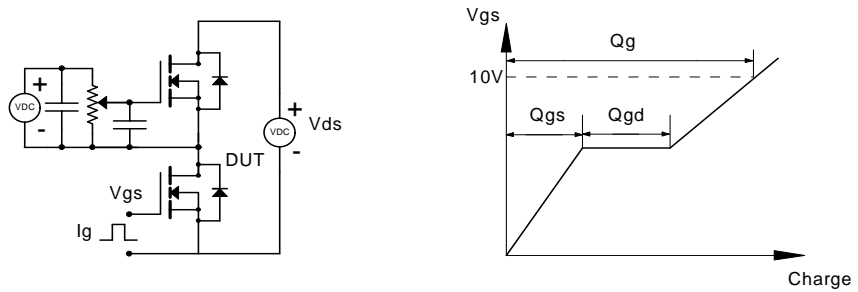 +
VDC
-
+
VDC
-
Vds
DUT
Vgs
Ig
Vgs
Qg
10V
Qgs
Qgd
Charge